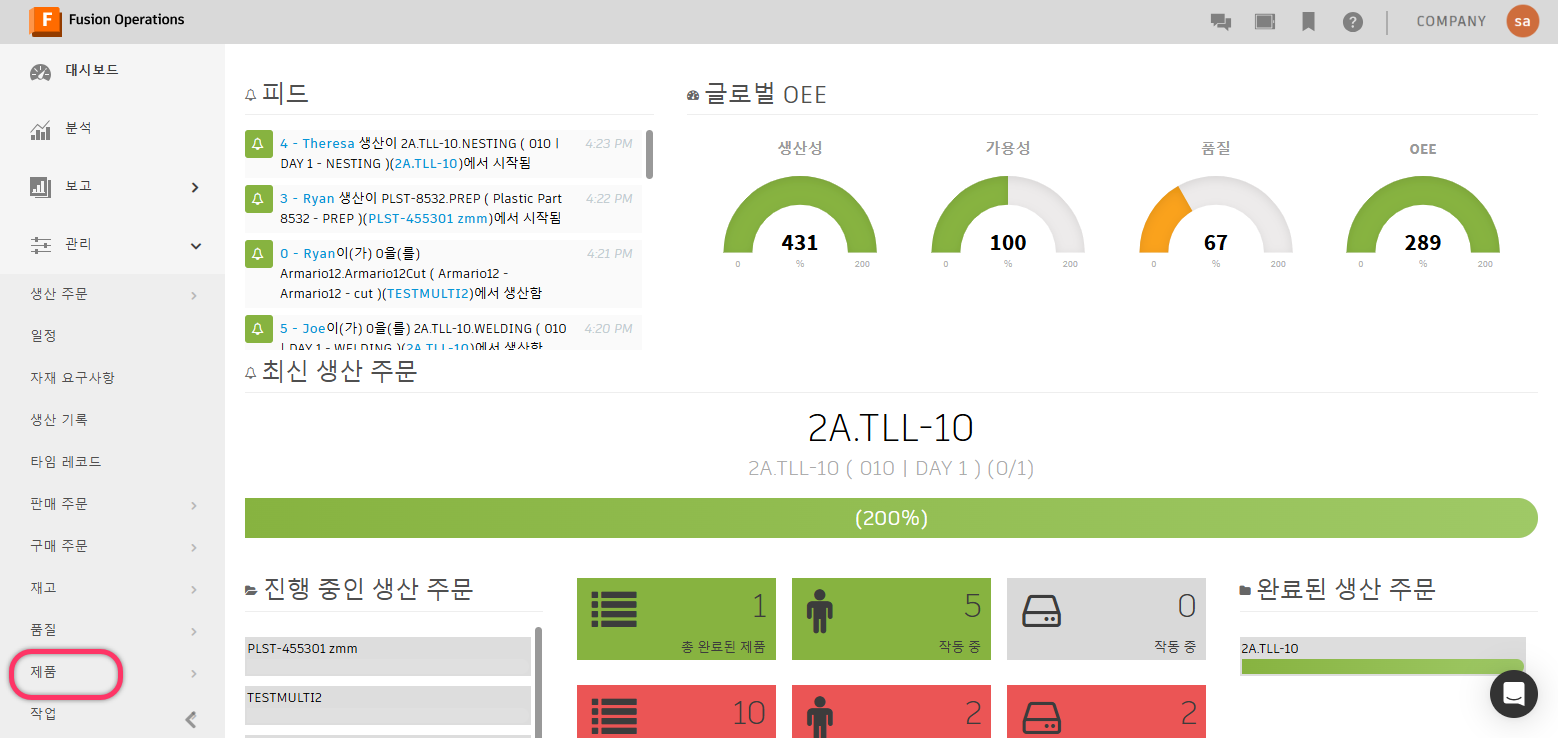 F
Fusion Operations
?
COMPANY
sa
대시보드
분석
보고
관리
생산 주문
일정
자재 요구사항
생산 기록
타임 레코드
판매 주문
구매 주문
재고
품질
제품
작업
피드
4 - Theresa 생산이 2A.TLL-10.NESTING ( 010 | DAY 1 - NESTING )(2A.TLL-10)에서 시작됨
4:23 PM
3 - Ryan 생산이 PLST-8532.PREP ( Plastic Part 8532 - PREP )(PLST-455301 zmm)에서 시작됨
4:22 PM
0 - Ryan이(가) 0을(를) Armario12.Armario12Cut ( Armario12 - Armario12 - cut )(TESTMULTI2)에서 생산함
4:21 PM
5 - Joe이(가) 0을(를) 2A.TLL-10.WELDING ( 010 | DAY 1 - WELDING )(2A.TLL-10)에서 생산함
4:20 PM
글로벌 OEE
생산성
431
0 % 200
가용성
100
0 % 200
품질
67
0 % 200
OEE
289
0 % 200
최신 생산 주문
2A.TLL-10
2A.TLL-10 ( 010 | DAY 1 ) (0/1)
(200%)
진행 중인 생산 주문
PLST-455301 zmm
TESTMULTI2
1
총 완료된 제품
5
작동 중
0
작동 중
10
2
2
완료된 생산 주문
2A.TLL-10